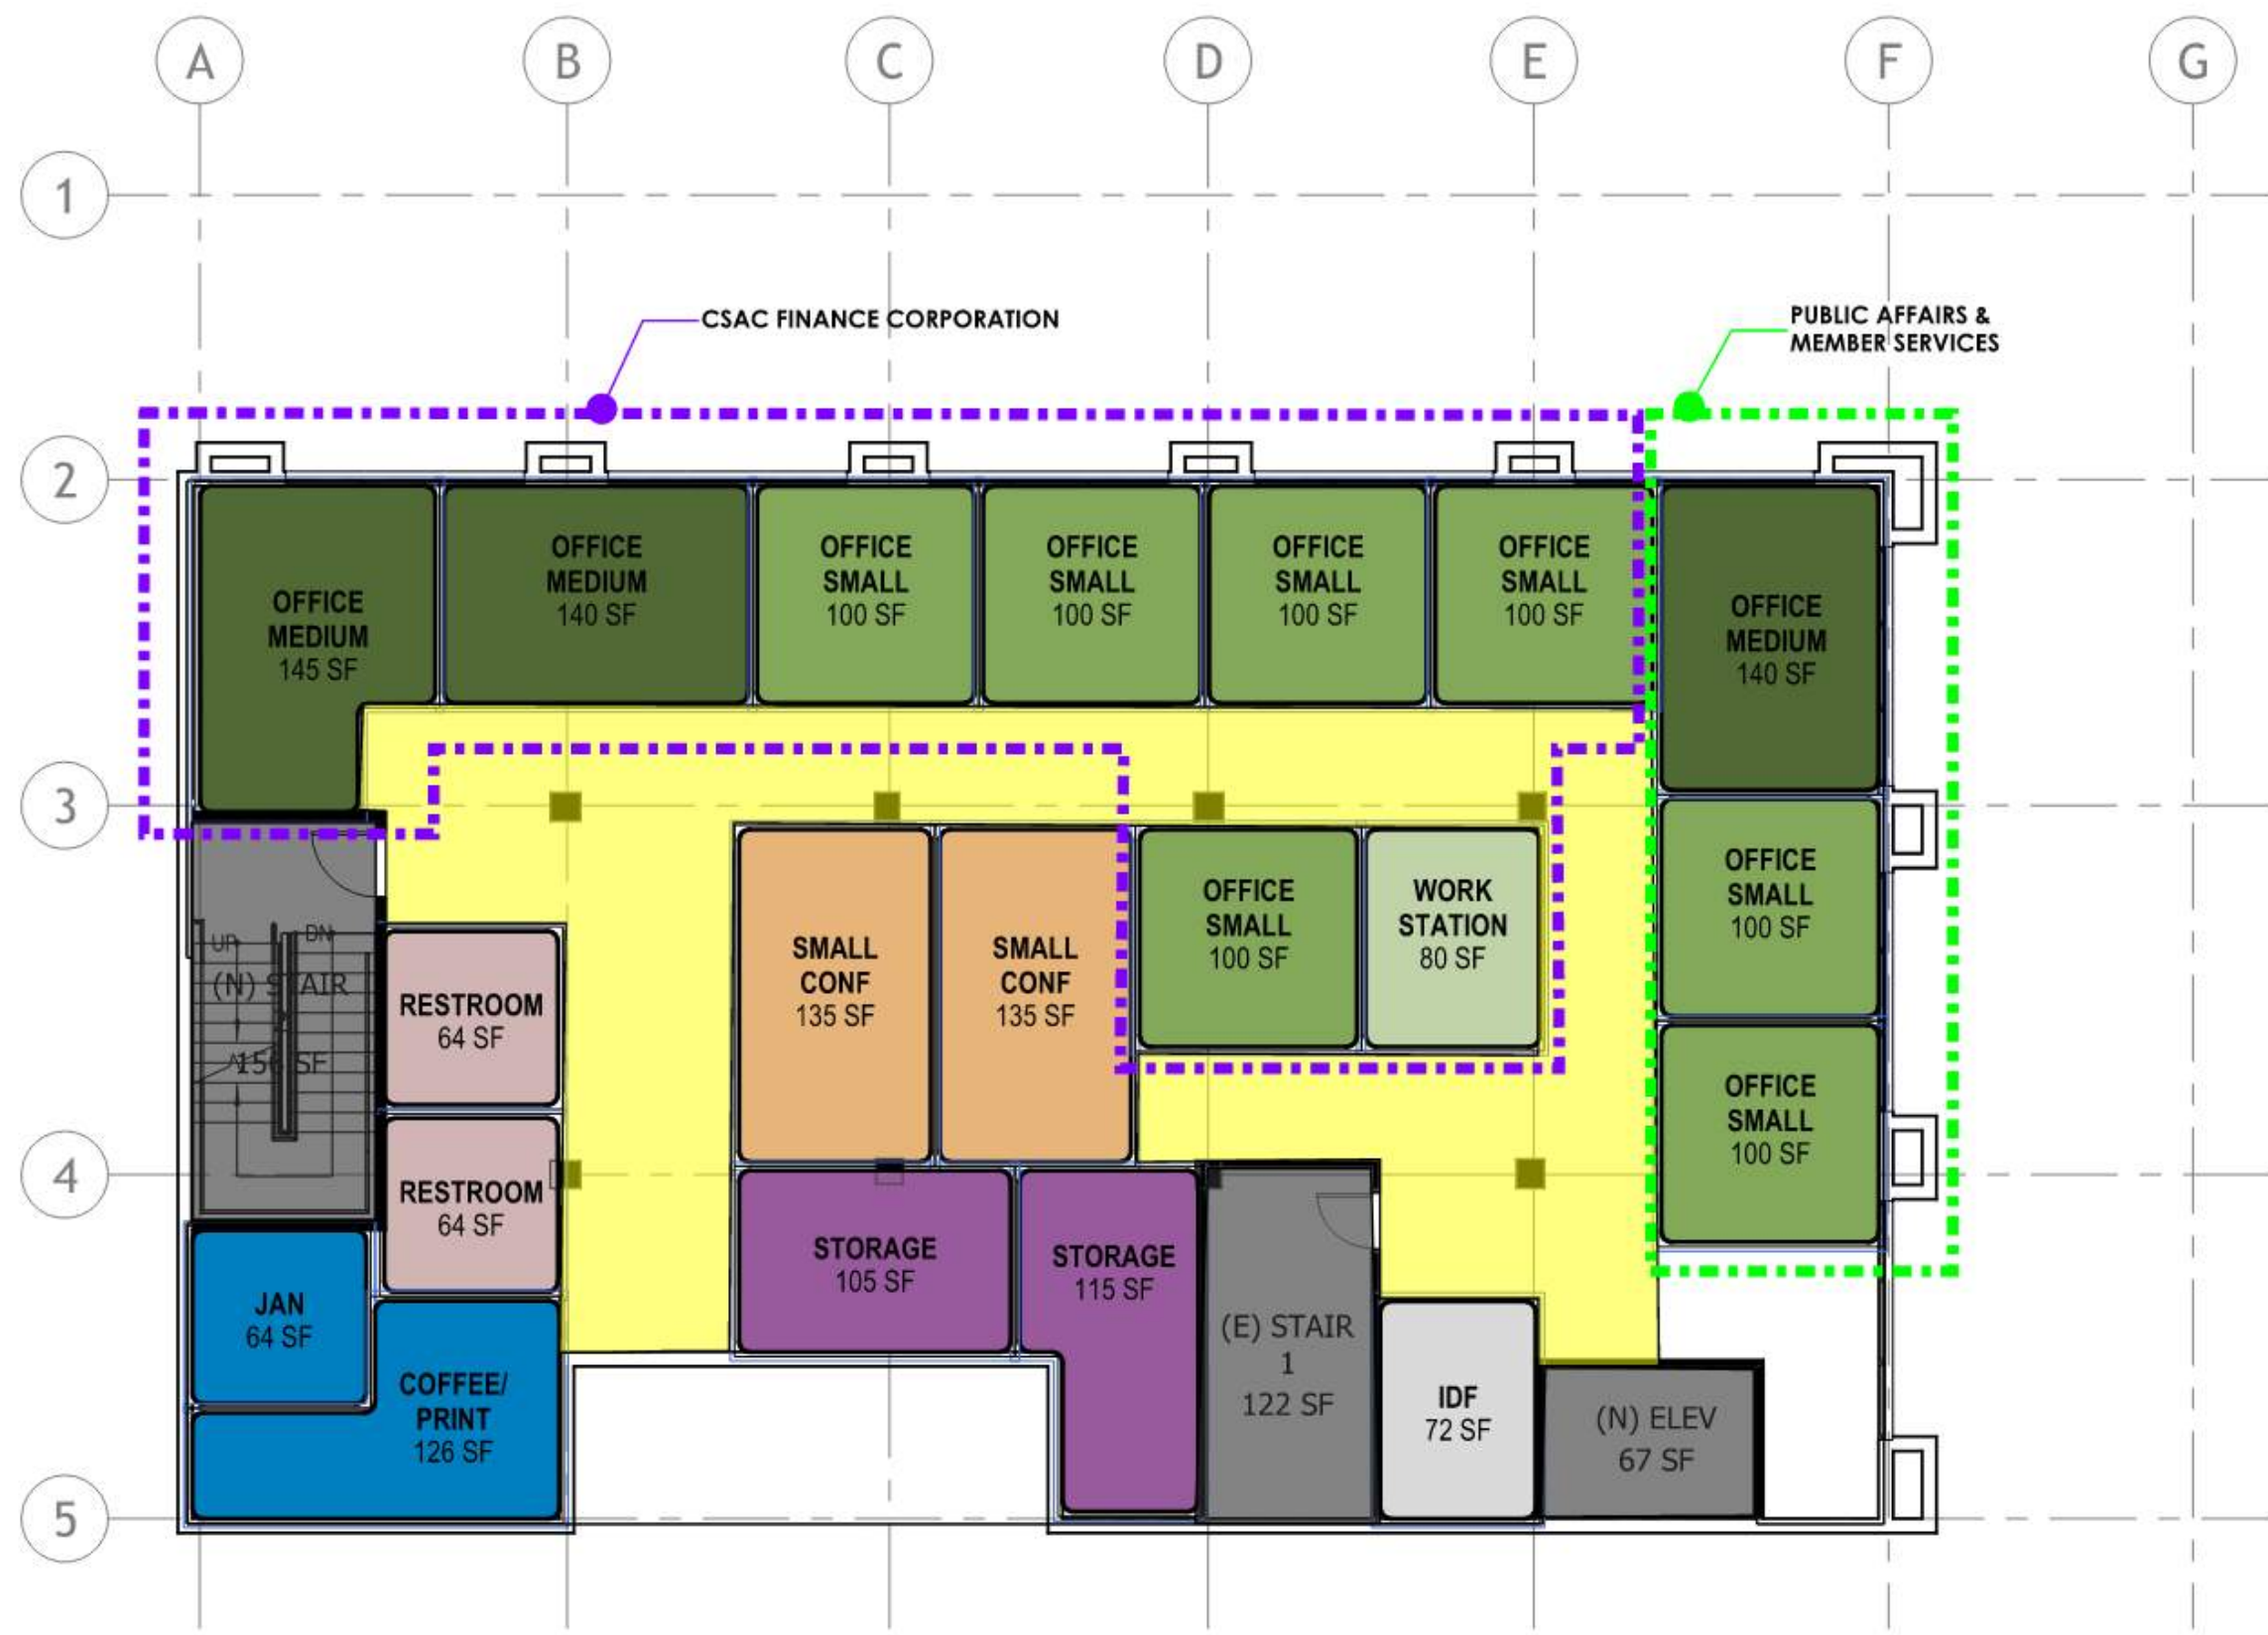 A
B
C
D
E
F
G
1
2
3
4
5
CSAC FINANCE CORPORATION
PUBLIC AFFAIRS &
MEMBER SERVICES
OFFICE
MEDIUM
145 SF
OFFICE
MEDIUM
140 SF
OFFICE
SMALL
100 SF
OFFICE
SMALL
100 SF
OFFICE
SMALL
100 SF
OFFICE
SMALL
100 SF
OFFICE
MEDIUM
140 SF
OFFICE
SMALL
100 SF
OFFICE
SMALL
100 SF
SMALL
CONF
135 SF
SMALL
CONF
135 SF
OFFICE
SMALL
100 SF
WORK
STATION
80 SF
UP
DN
(N) STAIR
RESTROOM
64 SF
RESTROOM
64 SF
STORAGE
105 SF
STORAGE
115 SF
JAN
64 SF
COFFEE/
PRINT
126 SF
(E) STAIR
1
122 SF
IDF
72 SF
(N) ELEV
67 SF